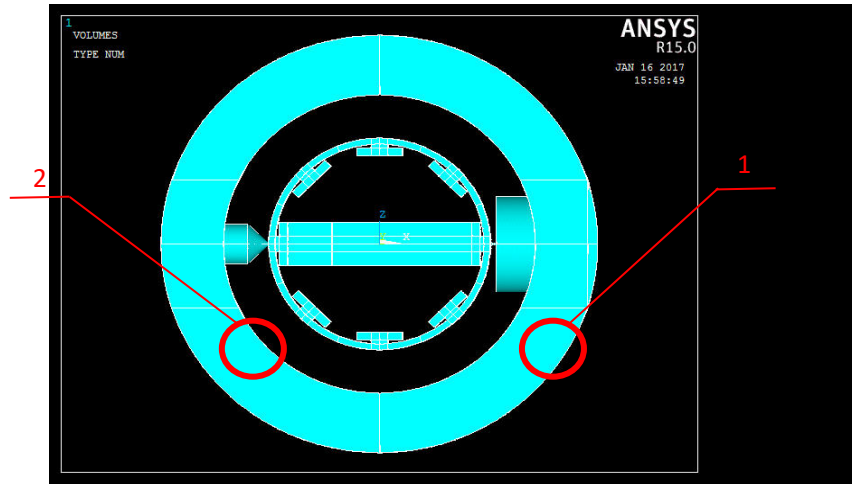 1
VOLUMES
TYPE NUM
ANSYS
R15.0
JAN 16 2017
15:58:49
2
1
Z
X